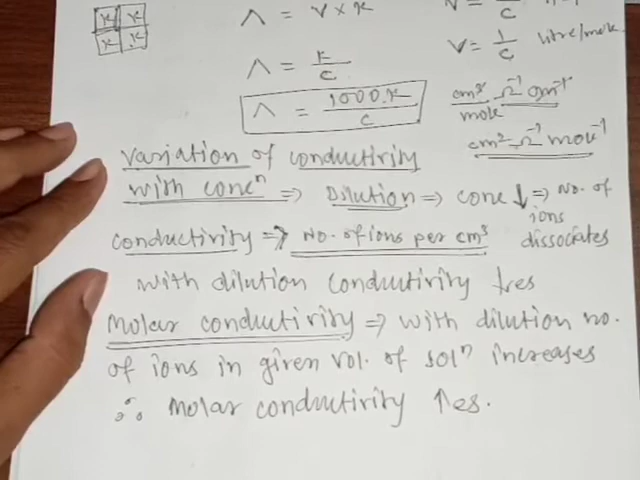 K K
K K
Λ = V × K
C
V = 1/C litre/mole
Λ = K/C
Λ = 1000.K/C
cm³/mole Ω⁻¹ cm⁻¹
cm² Ω⁻¹ mol⁻¹
Variation of conductivity
with concⁿ ⇒ Dilution ⇒ conc ↓ ⇒ No. of
ions
conductivity ⇒ No. of ions per cm³ dissociates
with dilution conductivity ↓es
Molar conductivity ⇒ with dilution no.
of ions in given vol. of solⁿ increases
∴ Molar conductivity ↑es.